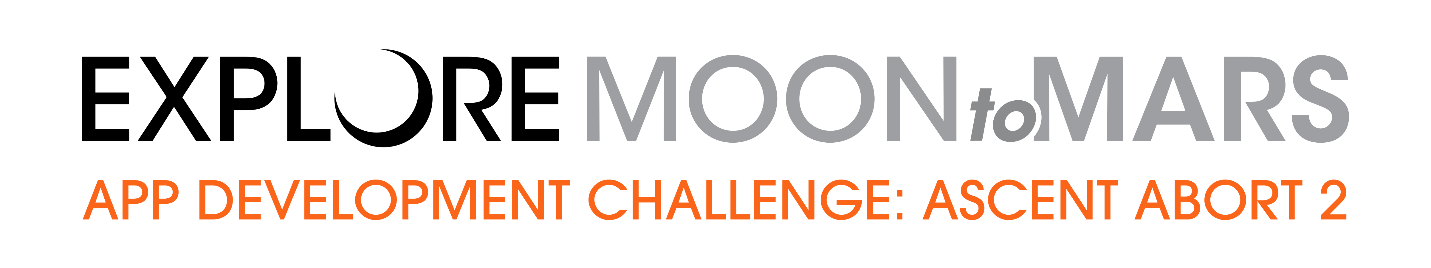 EXPLORE MOON to MARS
APP DEVELOPMENT CHALLENGE: ASCENT ABORT 2